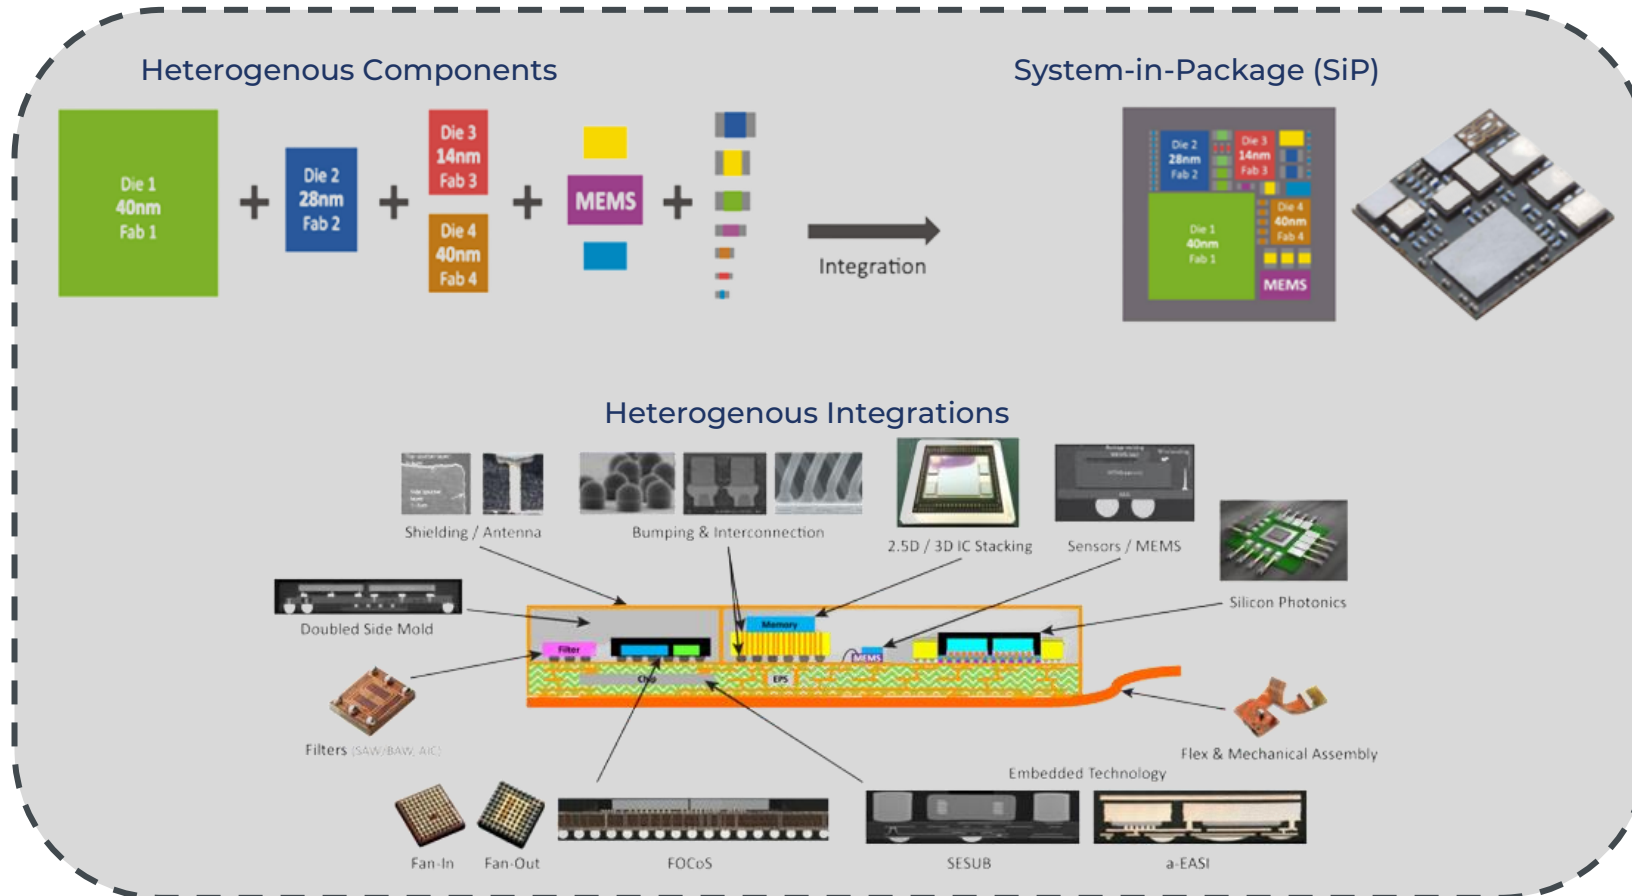 Heterogenous Components
System-in-Package (SiP)
Die 1
40nm
Fab 1
Die 2
28nm
Fab 2
Die 3
14nm
Fab 3
Die 4
40nm
Fab 4
MEMS
Integration
Die 2
28nm
Fab 2
Die 3
14nm
Fab 3
Die 1
40nm
Fab 1
Die 4
40nm
Fab 4
MEMS
Heterogenous Integrations
Shielding / Antenna
Bumping & Interconnection
2.5D / 3D IC Stacking
Sensors / MEMS
Silicon Photonics
Doubled Side Mold
Memory
Filter
MEMS
Chip
EPS
Filters (SAW/BAW, AiC)
Flex & Mechanical Assembly
Embedded Technology
Fan-In
Fan-Out
FOCoS
SESUB
a-EASI